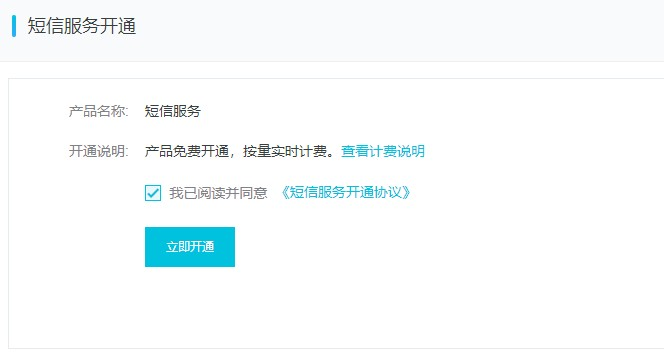 短信服务开通
产品名称: 短信服务
开通说明: 产品免费开通，按量实时计费。查看计费说明
我已阅读并同意 《短信服务开通协议》
立即开通